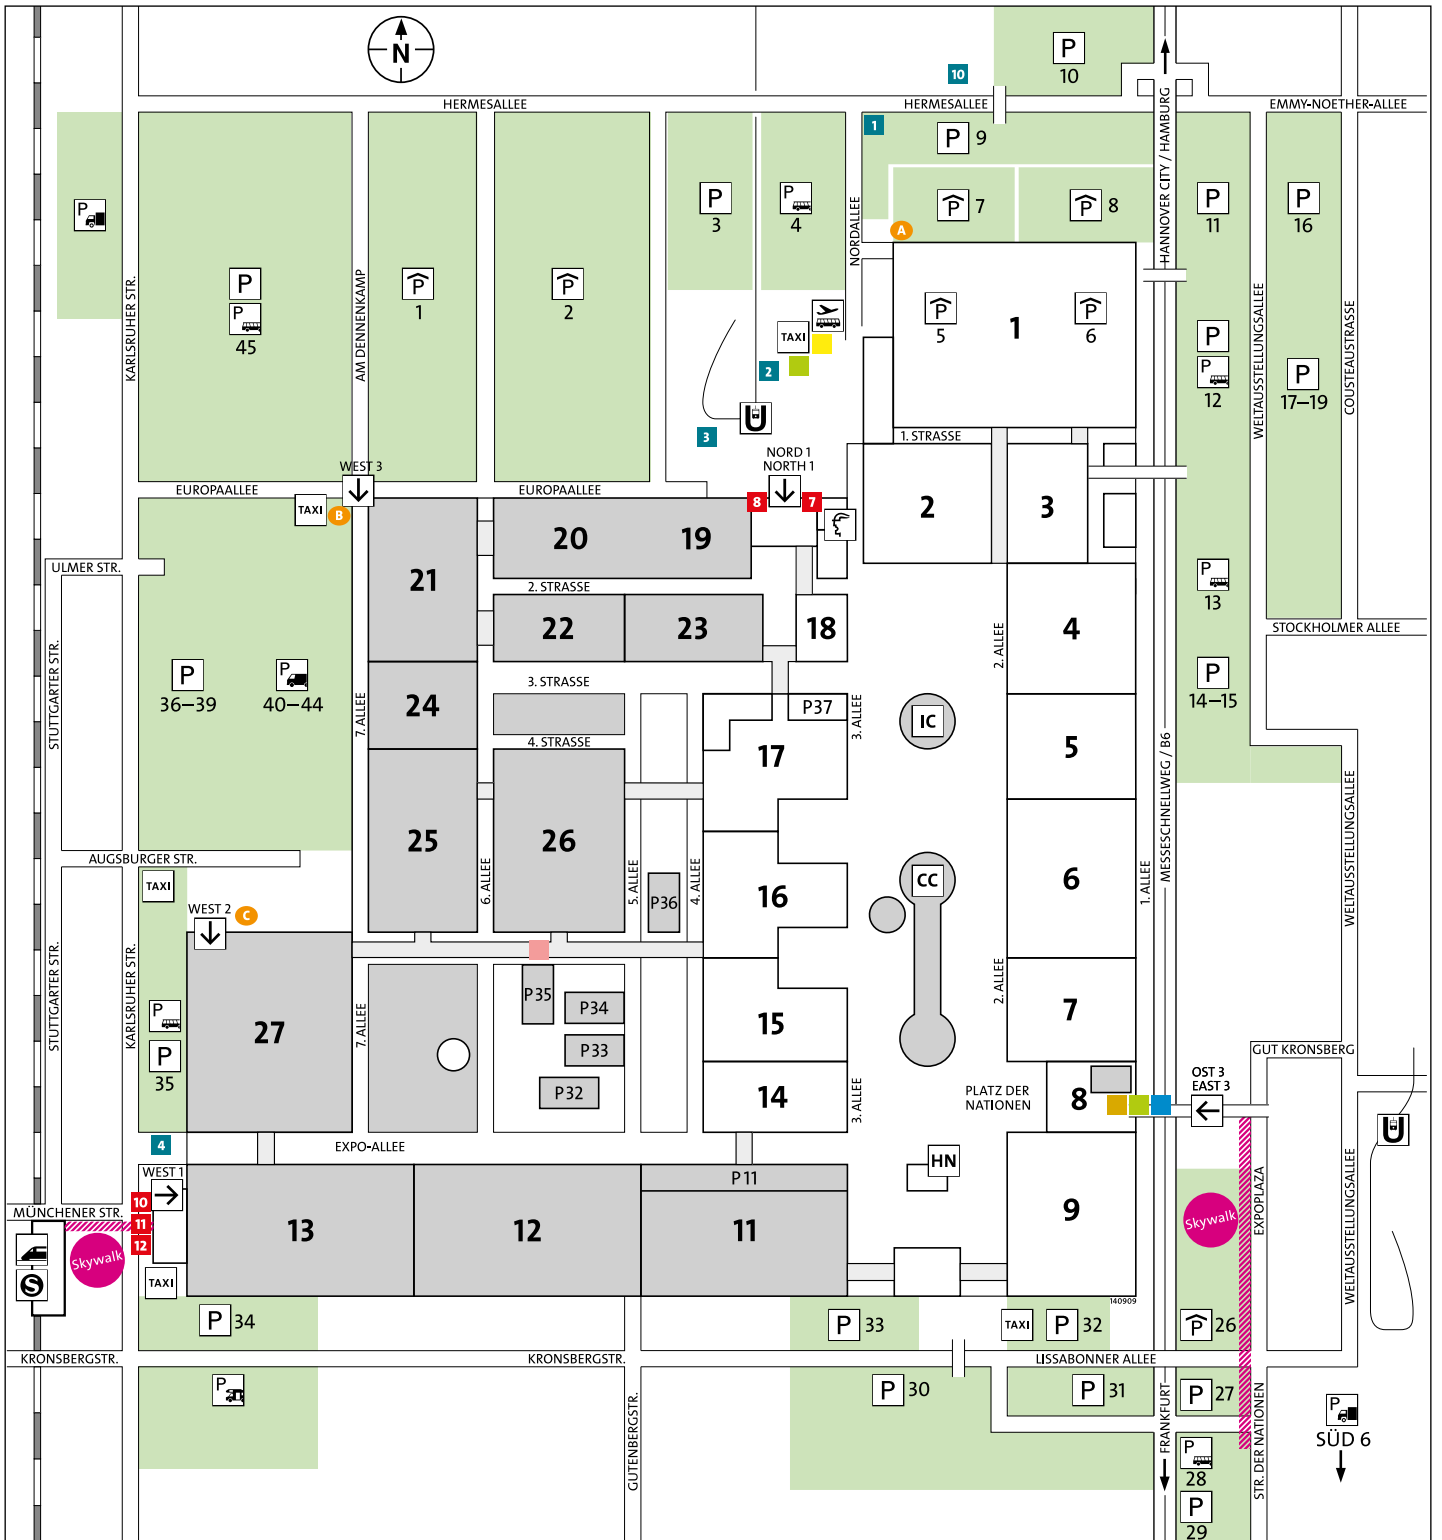 N
P
10
10
HERMESALLEE
HERMESALLEE
EMMY-NOETHER-ALLEE
1
P 9
HANNOVER CITY / HAMBURG
P
P
3
P
4
NORDALLEE
P 7
P 8
P
11
P
16
A
KARLSRUHER STR.
P
P
45
AM DENNENKAMP
P
1
P
2
TAXI
2
3
U
P
5
1
P
6
P
P
12
WELTAUSSTELLUNGSALLEE
P
17–19
COUSTEAUSTRASSE
1. STRASSE
WEST 3
NORD 1
NORTH 1
EUROPAALLEE
EUROPAALLEE
TAXI
B
8
7
2
3
20
19
21
ULMER STR.
2. STRASSE
P
13
22
23
18
4
STOCKHOLMER ALLEE
STUTTGARTER STR.
P
36–39
P
40–44
7. ALLEE
24
3. STRASSE
P37
3. ALLEE
2. ALLEE
P
14–15
IC
4. STRASSE
17
5
MESSESCHNELLWEG / B6
25
26
6. ALLEE
5. ALLEE
4. ALLEE
P36
16
CC
6
1. ALLEE
WELTAUSSTELLUNGSALLEE
AUGSBURGER STR.
TAXI
WEST 2
C
STUTTGARTER STR.
KARLSRUHER STR.
P
P
35
27
7. ALLEE
P35
P34
P33
P32
15
2. ALLEE
7
GUT KRONSBERG
14
3. ALLEE
PLATZ DER
NATIONEN
8
OST 3
EAST 3
U
4
EXPO-ALLEE
WEST 1
10
11
12
MÜNCHENER STR.
Skywalk
S
TAXI
13
12
P 11
11
HN
9
Skywalk
EXPOPLAZA
WELTAUSSTELLUNGSALLEE
140909
P 34
P 33
TAXI
P 32
P 26
KRONSBERGSTR.
KRONSBERGSTR.
LISSABONNER ALLEE
P
GUTENBERGSTR.
P 30
P 31
P 27
FRANKFURT
STR. DER NATIONEN
P
SÜD 6
P
28
P
29